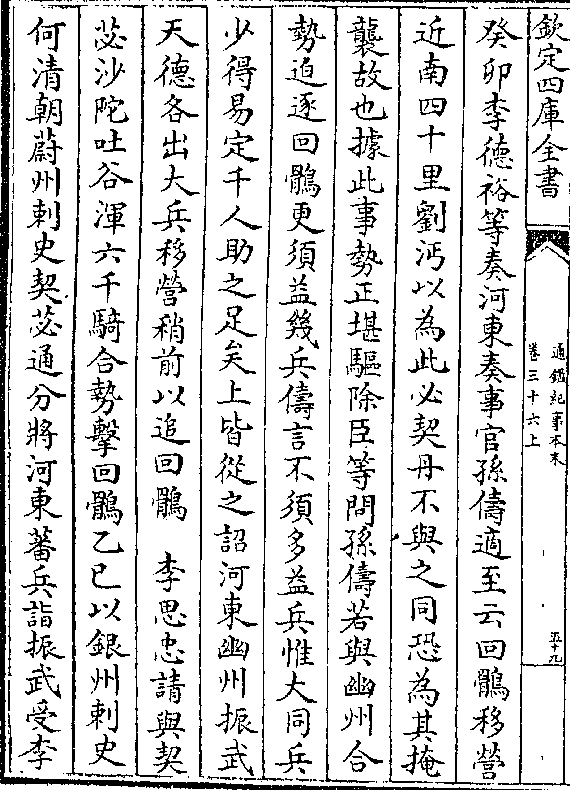 欽定四庫全書
通鑑紀事本末
卷三十六上
五十九
癸卯李德裕等奏河東奏事官孫儔適至云回鶻移營
近南四十里劉沔以為此必契丹不與之同恐為其掩
襲故也據此事勢正堪驅除臣等問孫儔若與幽州合
勢迫逐回鶻更須益幾兵儔言不須多益兵惟大同兵
少得易定千人助之足矣上皆從之詔河東幽州振武
天德各出大兵移營稍前以追回鶻　李思忠請與契
苾沙陀吐谷渾六千騎合勢擊回鶻乙巳以銀州刺史
何清朝蔚州刺史契苾通分將河東蕃兵詣振武受李